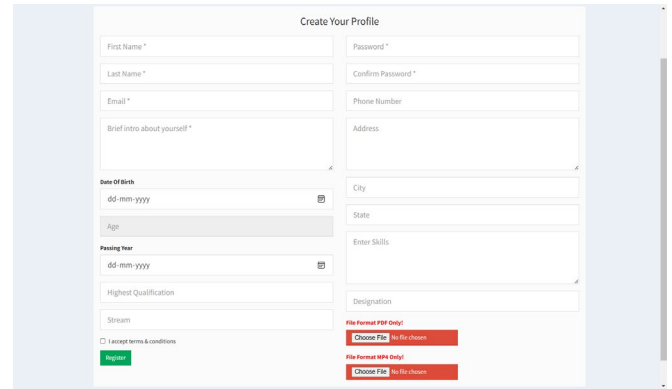 Create Your Profile
First Name *
Last Name *
Email *
Brief intro about yourself *
Date Of Birth
dd-mm-yyyy
Age
Passing Year
dd-mm-yyyy
Highest Qualification
Stream
I accept terms & conditions
Register
Password *
Confirm Password *
Phone Number
Address
City
State
Enter Skills
Designation
File Format PDF Only!
Choose File No file chosen
File Format MP4 Only!
Choose File No file chosen